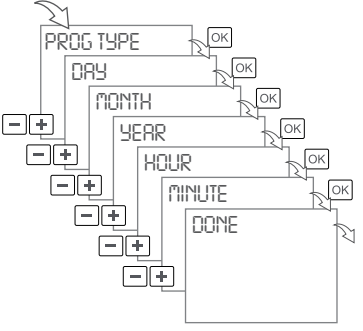 PROG TYPE OK
DAY OK
MONTH OK
- + YEAR OK
- + HOUR OK
- + MINUTE OK
- + DONE
- +
- +